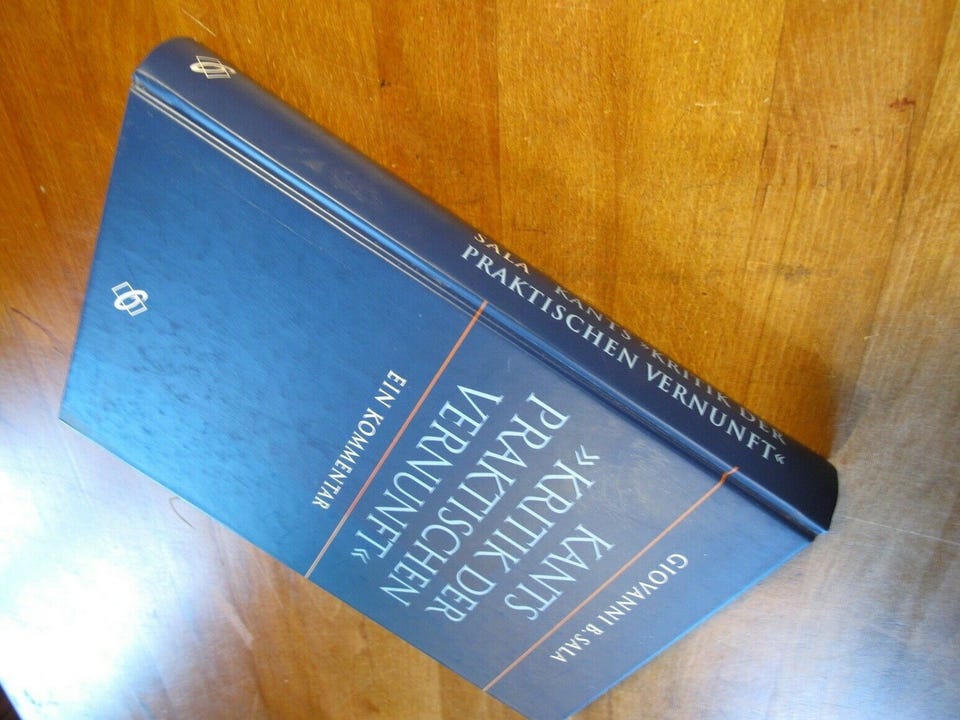 GIOVANNI B. SALA
KANTS
»KRITIK DER
PRAKTISCHEN
VERNUNFT«
EIN KOMMENTAR
SALA KANTS »KRITIK DER
PRAKTISCHEN VERNUNFT«